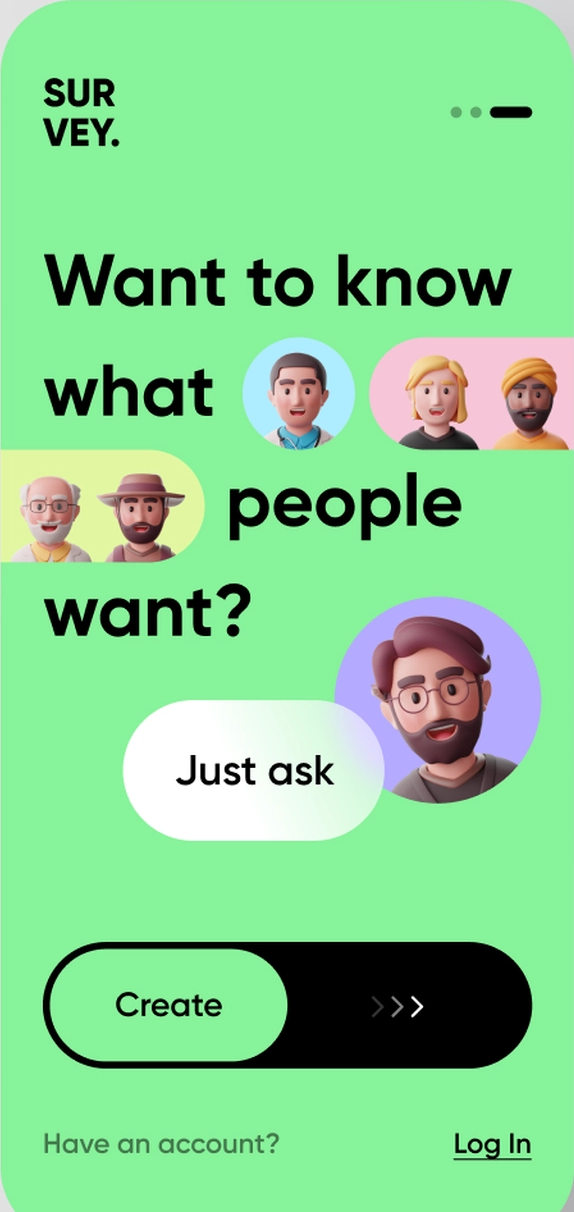 SUR
VEY.
Want to know
what
people
want?
Just ask
Create
Have an account? Log In